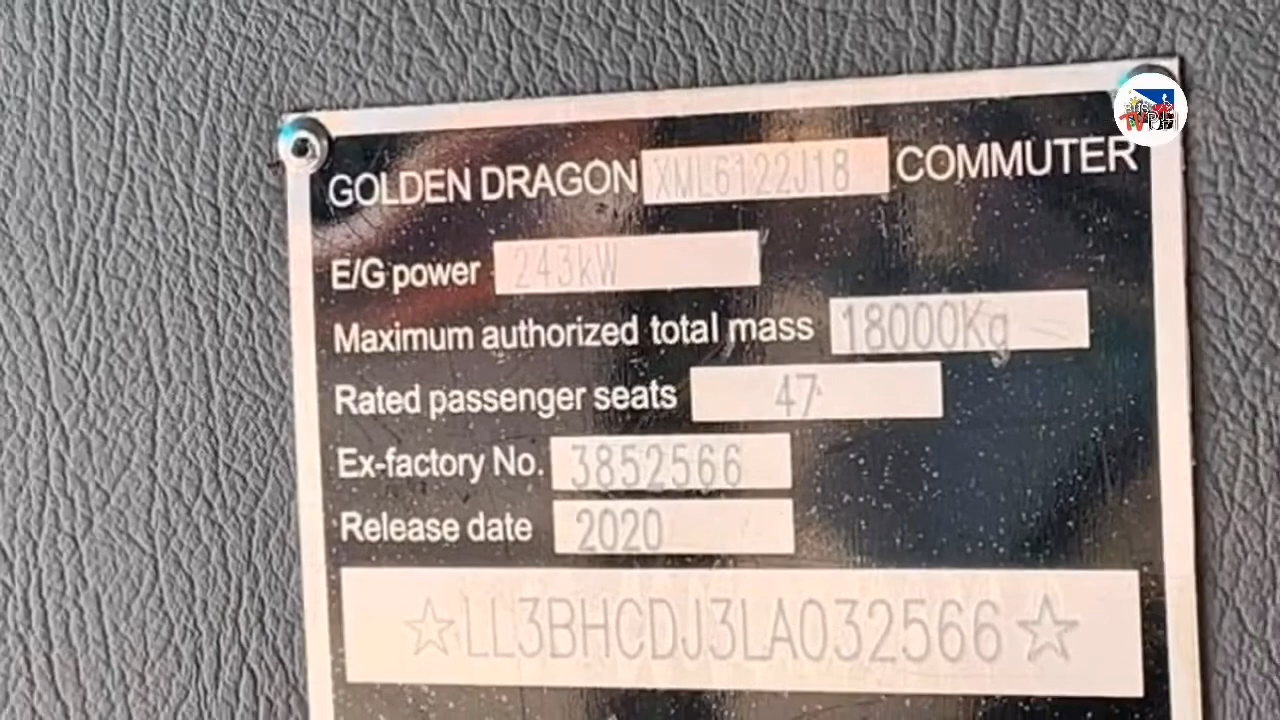 GOLDEN DRAGON XML6122J18 COMMUTER
E/G power 243kW
Maximum authorized total mass 18000Kg
Rated passenger seats 47
Ex-factory No. 3852566
Release date 2020
☆LL3BHCDJ3LA032566☆
TV